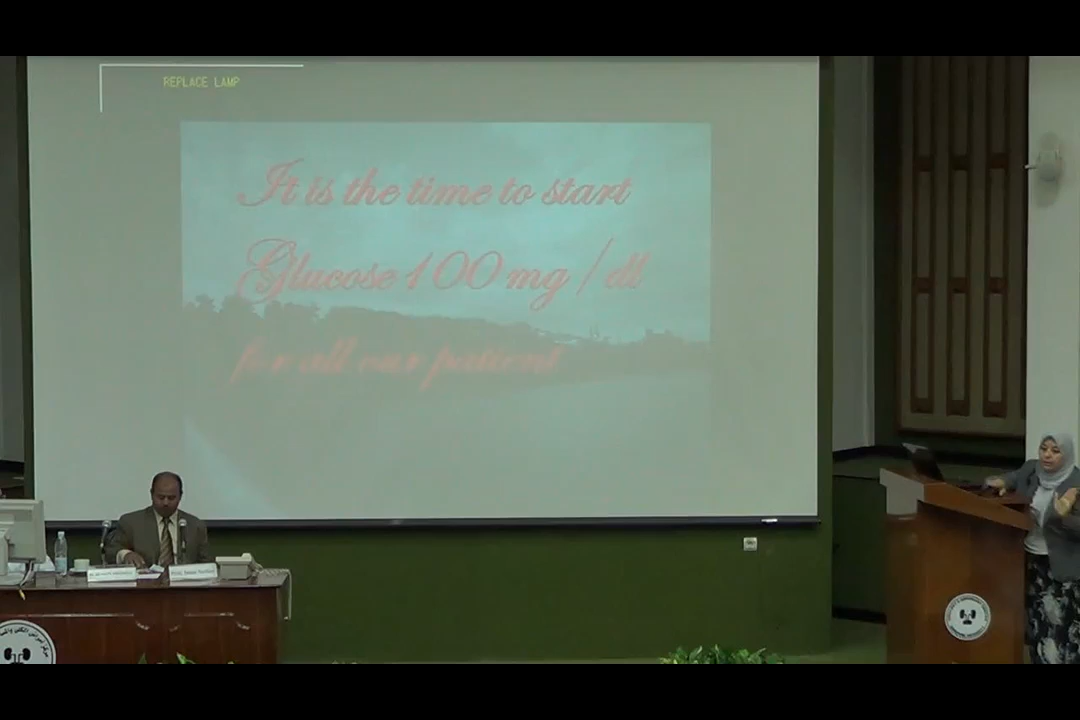 REPLACE LAMP
It is the time to start
Glucose 100 mg / dl
for all our patient